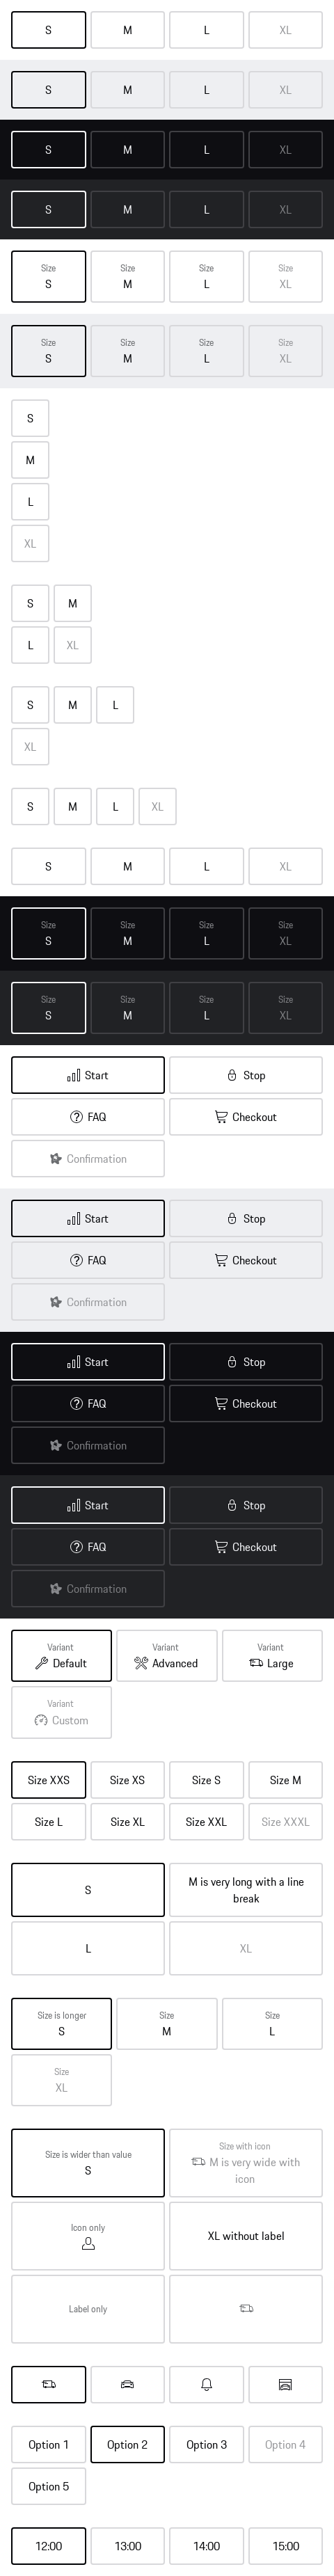 S M L XL
S M L XL
S M L XL
S M L XL
Size Size Size Size
S M L XL
Size Size Size Size
S M L XL
S
M
L
XL
S M
L XL
S M L
XL
S M L XL
S M L XL
Size Size Size Size
S M L XL
Size Size Size Size
S M L XL
Start Stop
FAQ Checkout
Confirmation
Start Stop
FAQ Checkout
Confirmation
Start Stop
FAQ Checkout
Confirmation
Start Stop
FAQ Checkout
Confirmation
Variant Variant Variant
Default Advanced Large
Variant
Custom
Size XXS Size XS Size S Size M
Size L Size XL Size XXL Size XXXL
S
M is very long with a line
break
L XL
Size is longer Size Size
S M L
Size
XL
Size is wider than value
S
Size with icon
M is very wide with
icon
Icon only
XL without label
Label only
Option 1 Option 2 Option 3 Option 4
Option 5
12:00 13:00 14:00 15:00